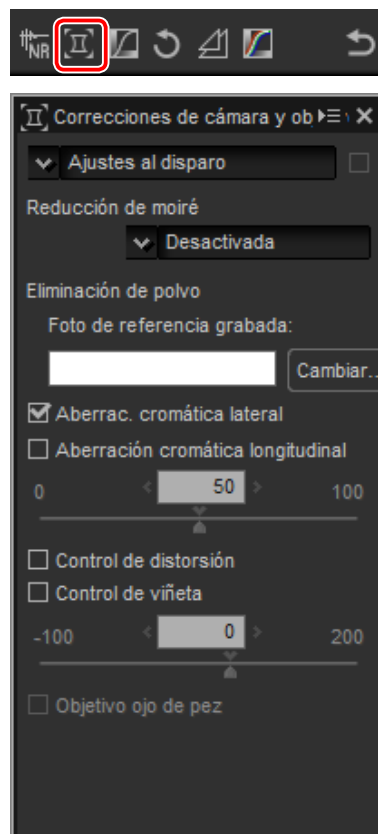 NR
Correcciones de cámara y ob
Ajustes al disparo
Reducción de moiré
Desactivada
Eliminación de polvo
Foto de referencia grabada:
Cambiar..
Aberrac. cromática lateral
Aberración cromática longitudinal
0 50 100
Control de distorsión
Control de viñeta
-100 0 200
Objetivo ojo de pez